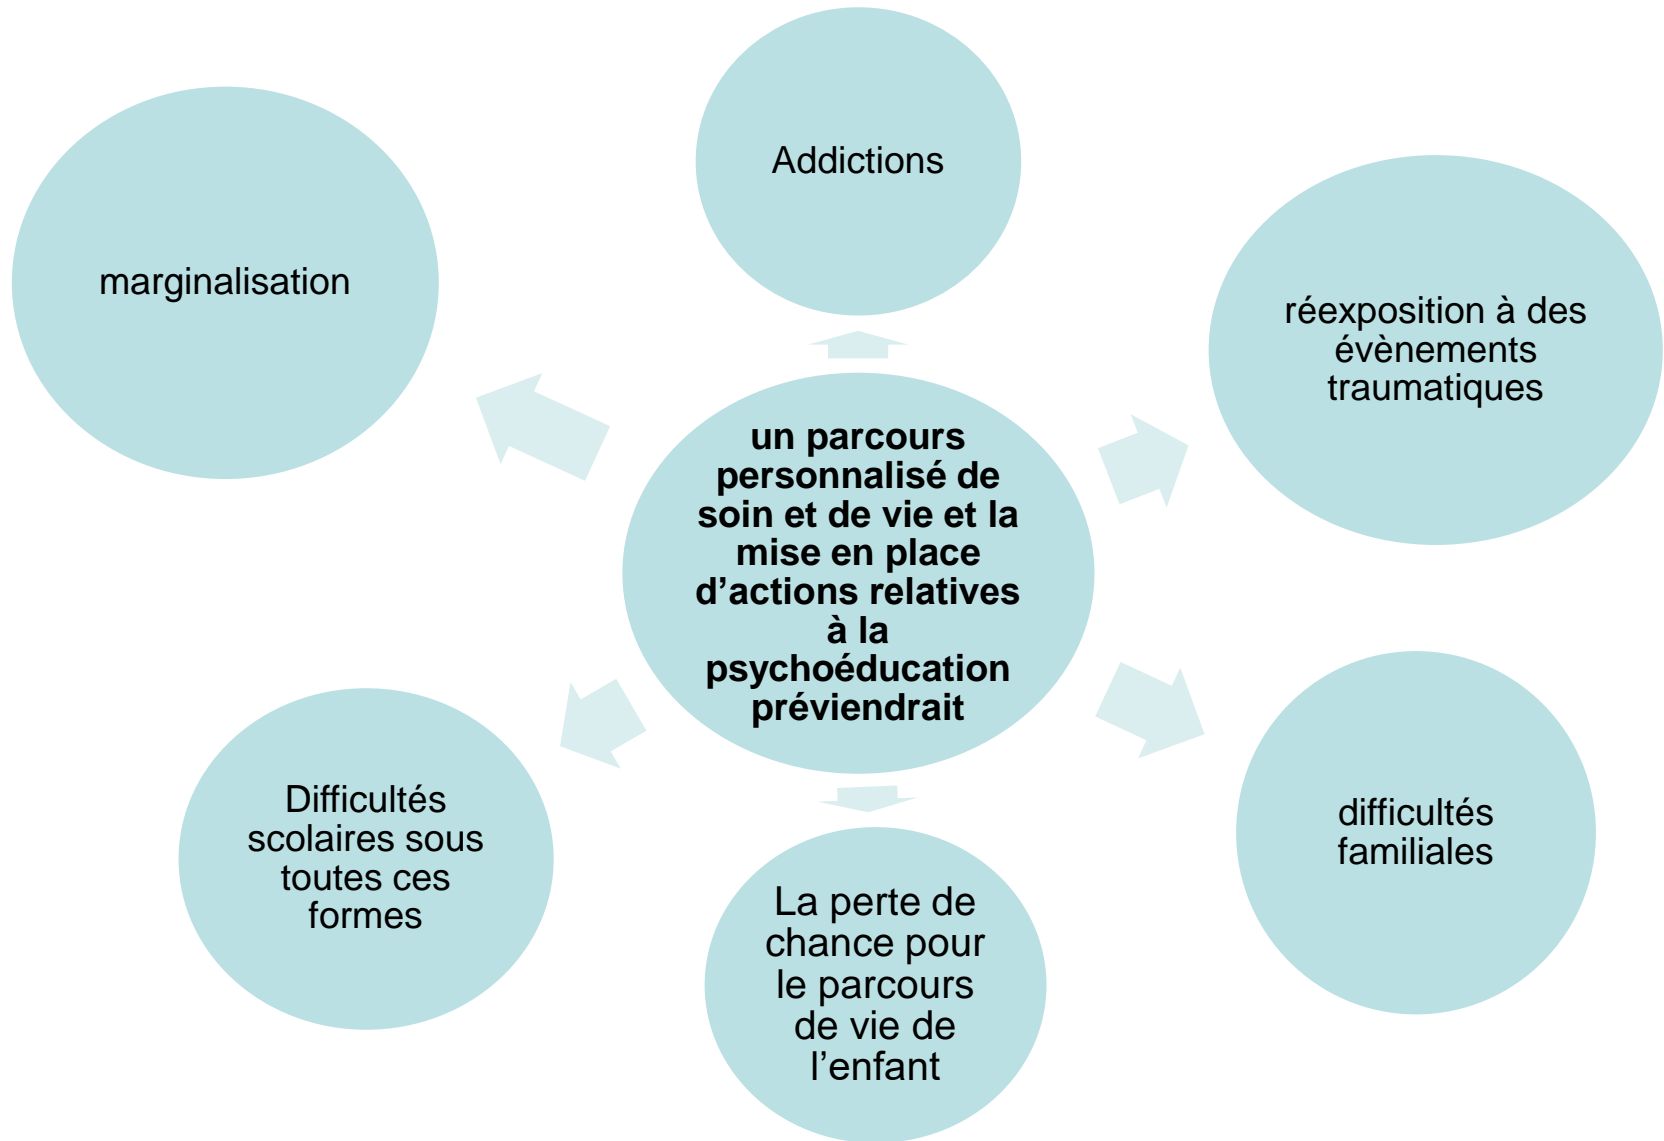 Addictions
marginalisation
réexposition à des
évènements
traumatiques
un parcours
personnalisé de
soin et de vie et la
mise en place
d’actions relatives
à la
psychoéducation
préviendrait
Difficultés
scolaires sous
toutes ces
formes
difficultés
familiales
La perte de
chance pour
le parcours
de vie de
l’enfant